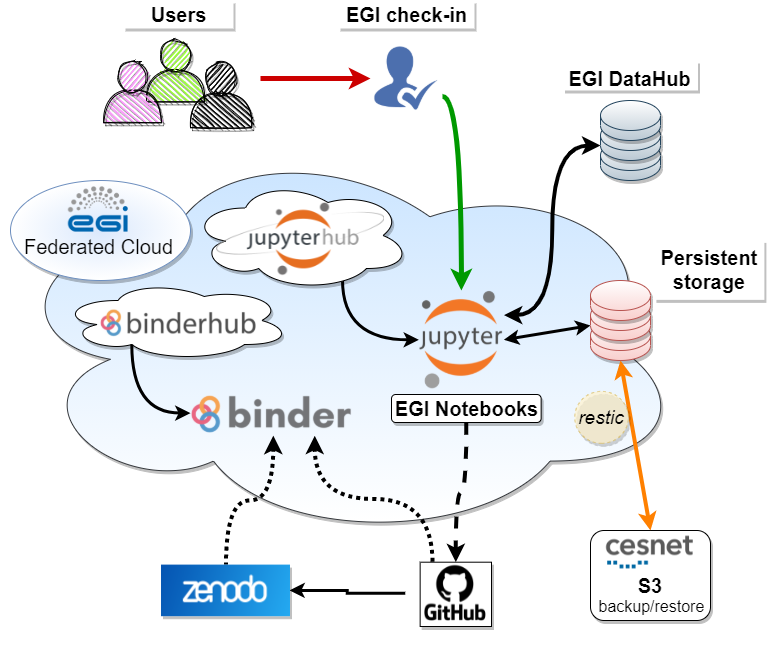 Users
EGI check-in
EGI DataHub
EGI
Federated Cloud
jupyterhub
Persistent
storage
binderhub
jupyter
EGI Notebooks
binder
restic
cesnet
S3
backup/restore
zenodo
GitHub